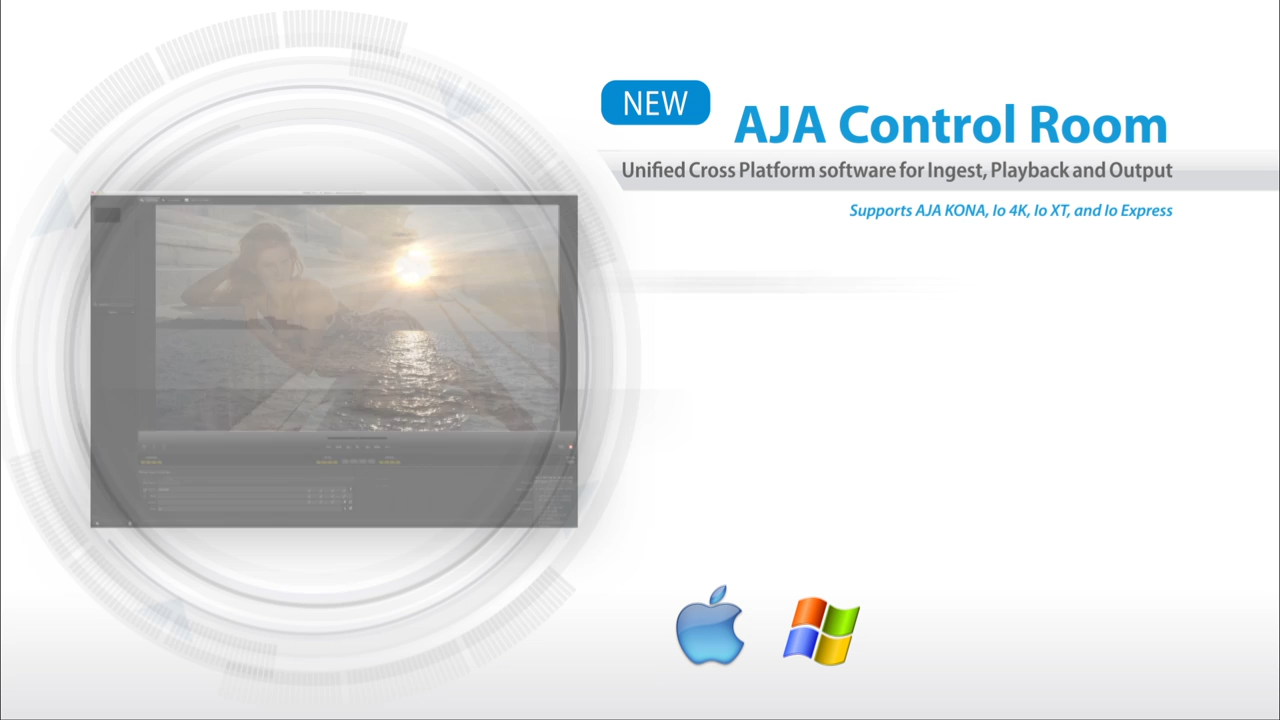 NEW
AJA Control Room
Unified Cross Platform software for Ingest, Playback and Output
Supports AJA KONA, Io 4K, Io XT, and Io Express